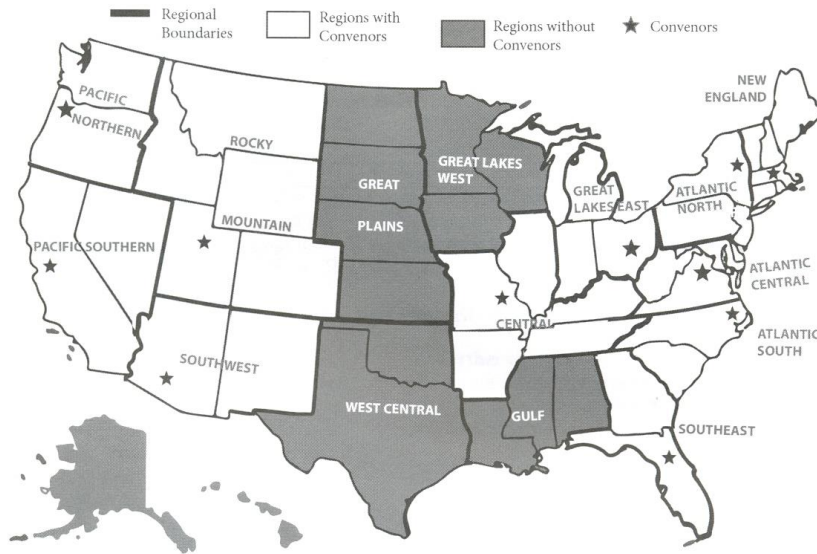 Regional
Boundaries
Regions with
Convenors
Regions without
Convenors
Convenors
NEW
ENGLAND
PACIFIC
NORTHERN
ROCKY
MOUNTAIN
GREAT
PLAINS
GREAT LAKES
WEST
GREAT
LAKES EAST
ATLANTIC
NORTH
PACIFIC SOUTHERN
ATLANTIC
CENTRAL
CENTRAL
ATLANTIC
SOUTH
SOUTHWEST
WEST CENTRAL
GULF
SOUTHEAST